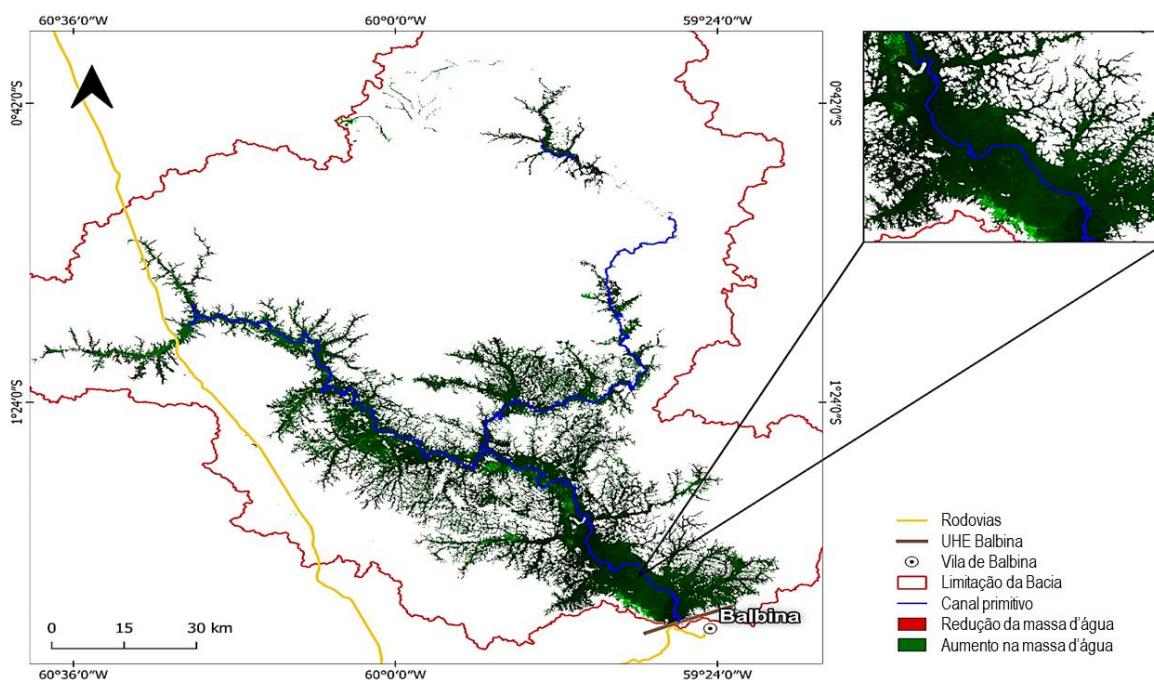 60°36'0"W 60°0'0"W 59°24'0"W
0°42'0"S 0°42'0"S
1°24'0"S 1°24'0"S
Balbina
0 15 30 km
60°36'0"W 60°0'0"W 59°24'0"W
Rodovias
UHE Balbina
Vila de Balbina
Limitação da Bacia
Canal primitivo
Redução da massa d'água
Aumento na massa d'água